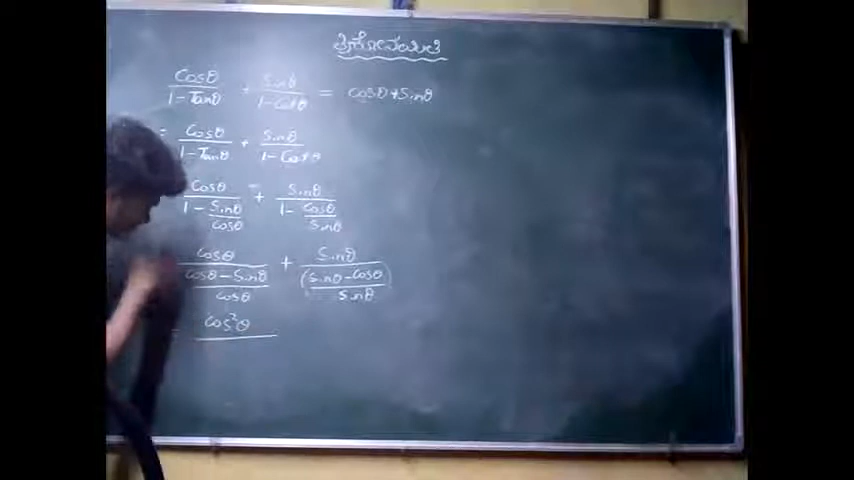 ತ್ರಿಕೋನಮಿತಿ
Cosθ/(1-Tanθ) + Sinθ/(1-Cotθ) = cosθ+Sinθ
= Cosθ/(1-Tanθ) + Sinθ/(1-Cotθ)
Cosθ/(1-Sinθ/Cosθ) + Sinθ/(1-Cosθ/Sinθ)
Cosθ/((Cosθ-Sinθ)/Cosθ) + Sinθ/((Sinθ-Cosθ)/Sinθ)
Cos²θ